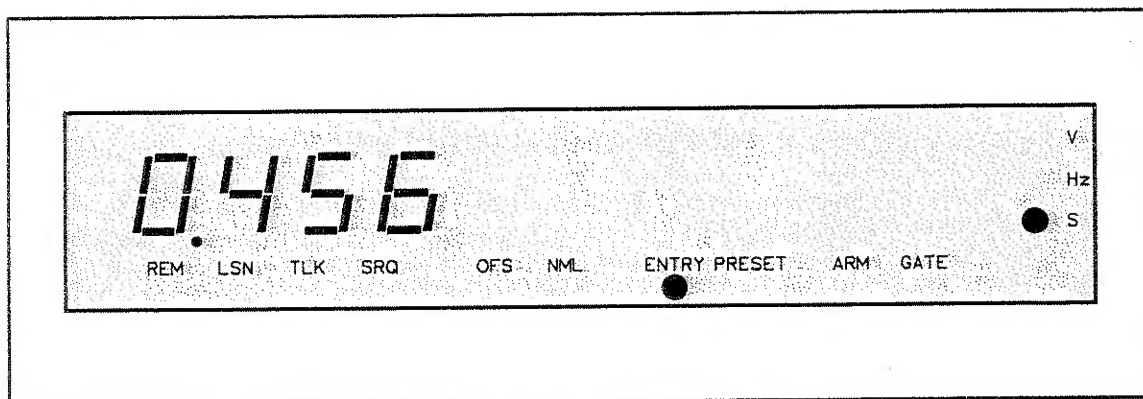 V
Hz
0.456 S
REM LSN TLK SRQ OFS NML ENTRY PRESET ARM GATE